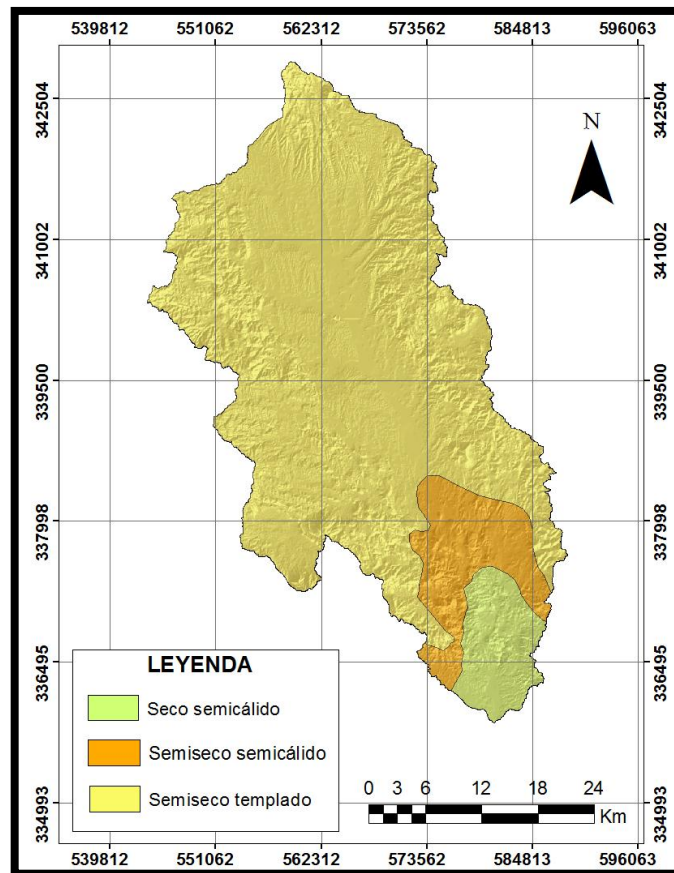 539812 551062 562312 573562 584813 596063
342504
N
341002
339500
337998
336495
334993
LEYENDA
Seco semicálido
Semiseco semicálido
Semiseco templado
0 3 6 12 18 24
Km
342504
341002
339500
337998
336495
334993
539812 551062 562312 573562 584813 596063